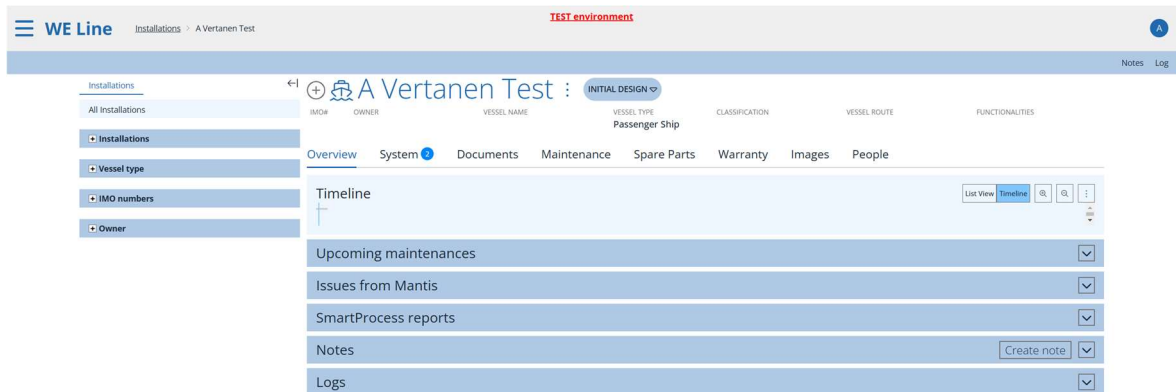 TEST environment
WE Line Installations > A Vertanen Test A
Notes Log
Installations
All Installations
Installations
Vessel type
IMO numbers
Owner
A Vertanen Test INITIAL DESIGN
IMO# OWNER VESSEL NAME VESSEL TYPE CLASSIFICATION VESSEL ROUTE FUNCTIONALITIES
Passenger Ship
Overview System 2 Documents Maintenance Spare Parts Warranty Images People
Timeline List View Timeline
Upcoming maintenances
Issues from Mantis
SmartProcess reports
Notes Create note
Logs